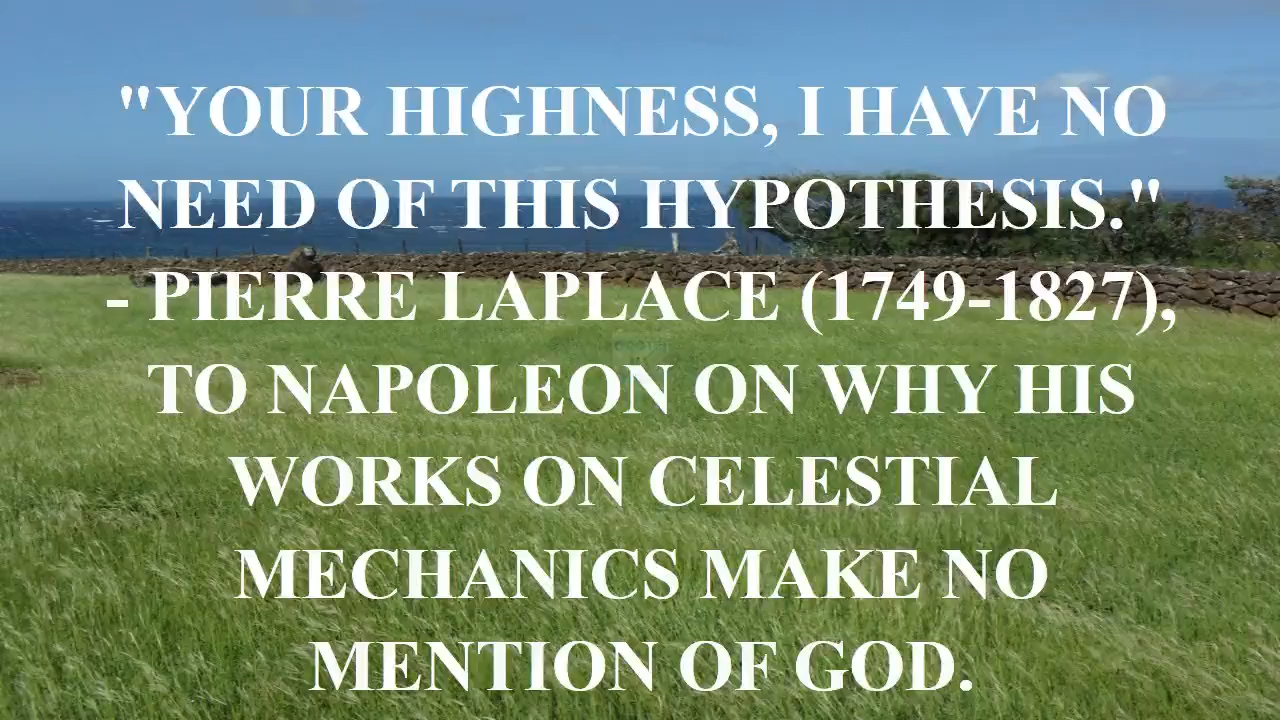 "YOUR HIGHNESS, I HAVE NO
NEED OF THIS HYPOTHESIS."
- PIERRE LAPLACE (1749-1827),
TO NAPOLEON ON WHY HIS
WORKS ON CELESTIAL
MECHANICS MAKE NO
MENTION OF GOD.